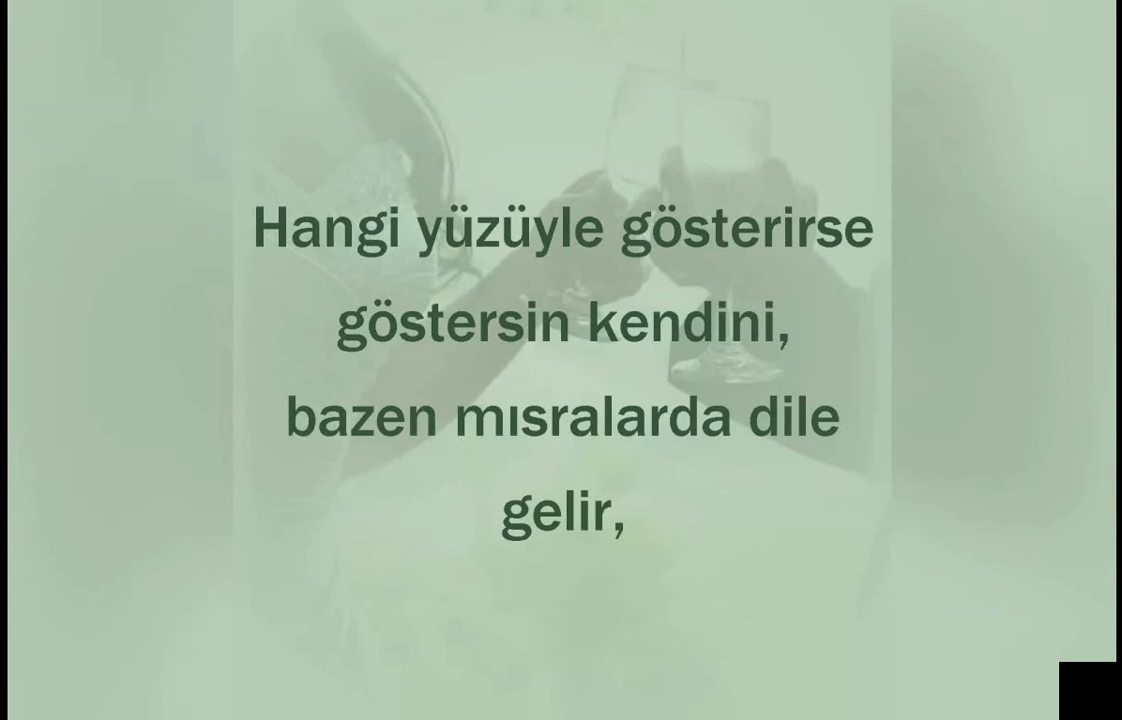 Hangi yüzüyle gösterirse
göstersin kendini,
bazen mısralarda dile
gelir,